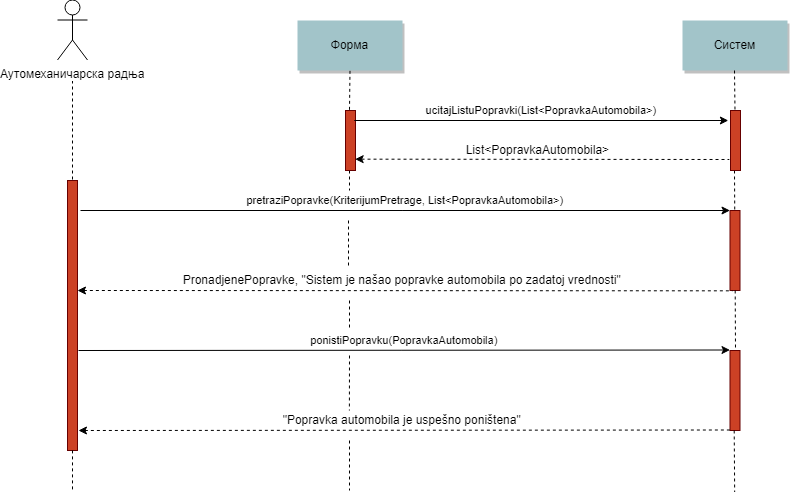 Форма
Систем
Аутомеханичарска радња
ucitajListuPopravki(List<PopravkaAutomobila>)
List<PopravkaAutomobila>
pretraziPopravke(KriterijumPretrage, List<PopravkaAutomobila>)
PronadjenePopravke, "Sistem je našao popravke automobila po zadatoj vrednosti"
ponistiPopravku(PopravkaAutomobila)
"Popravka automobila je uspešno poništena"